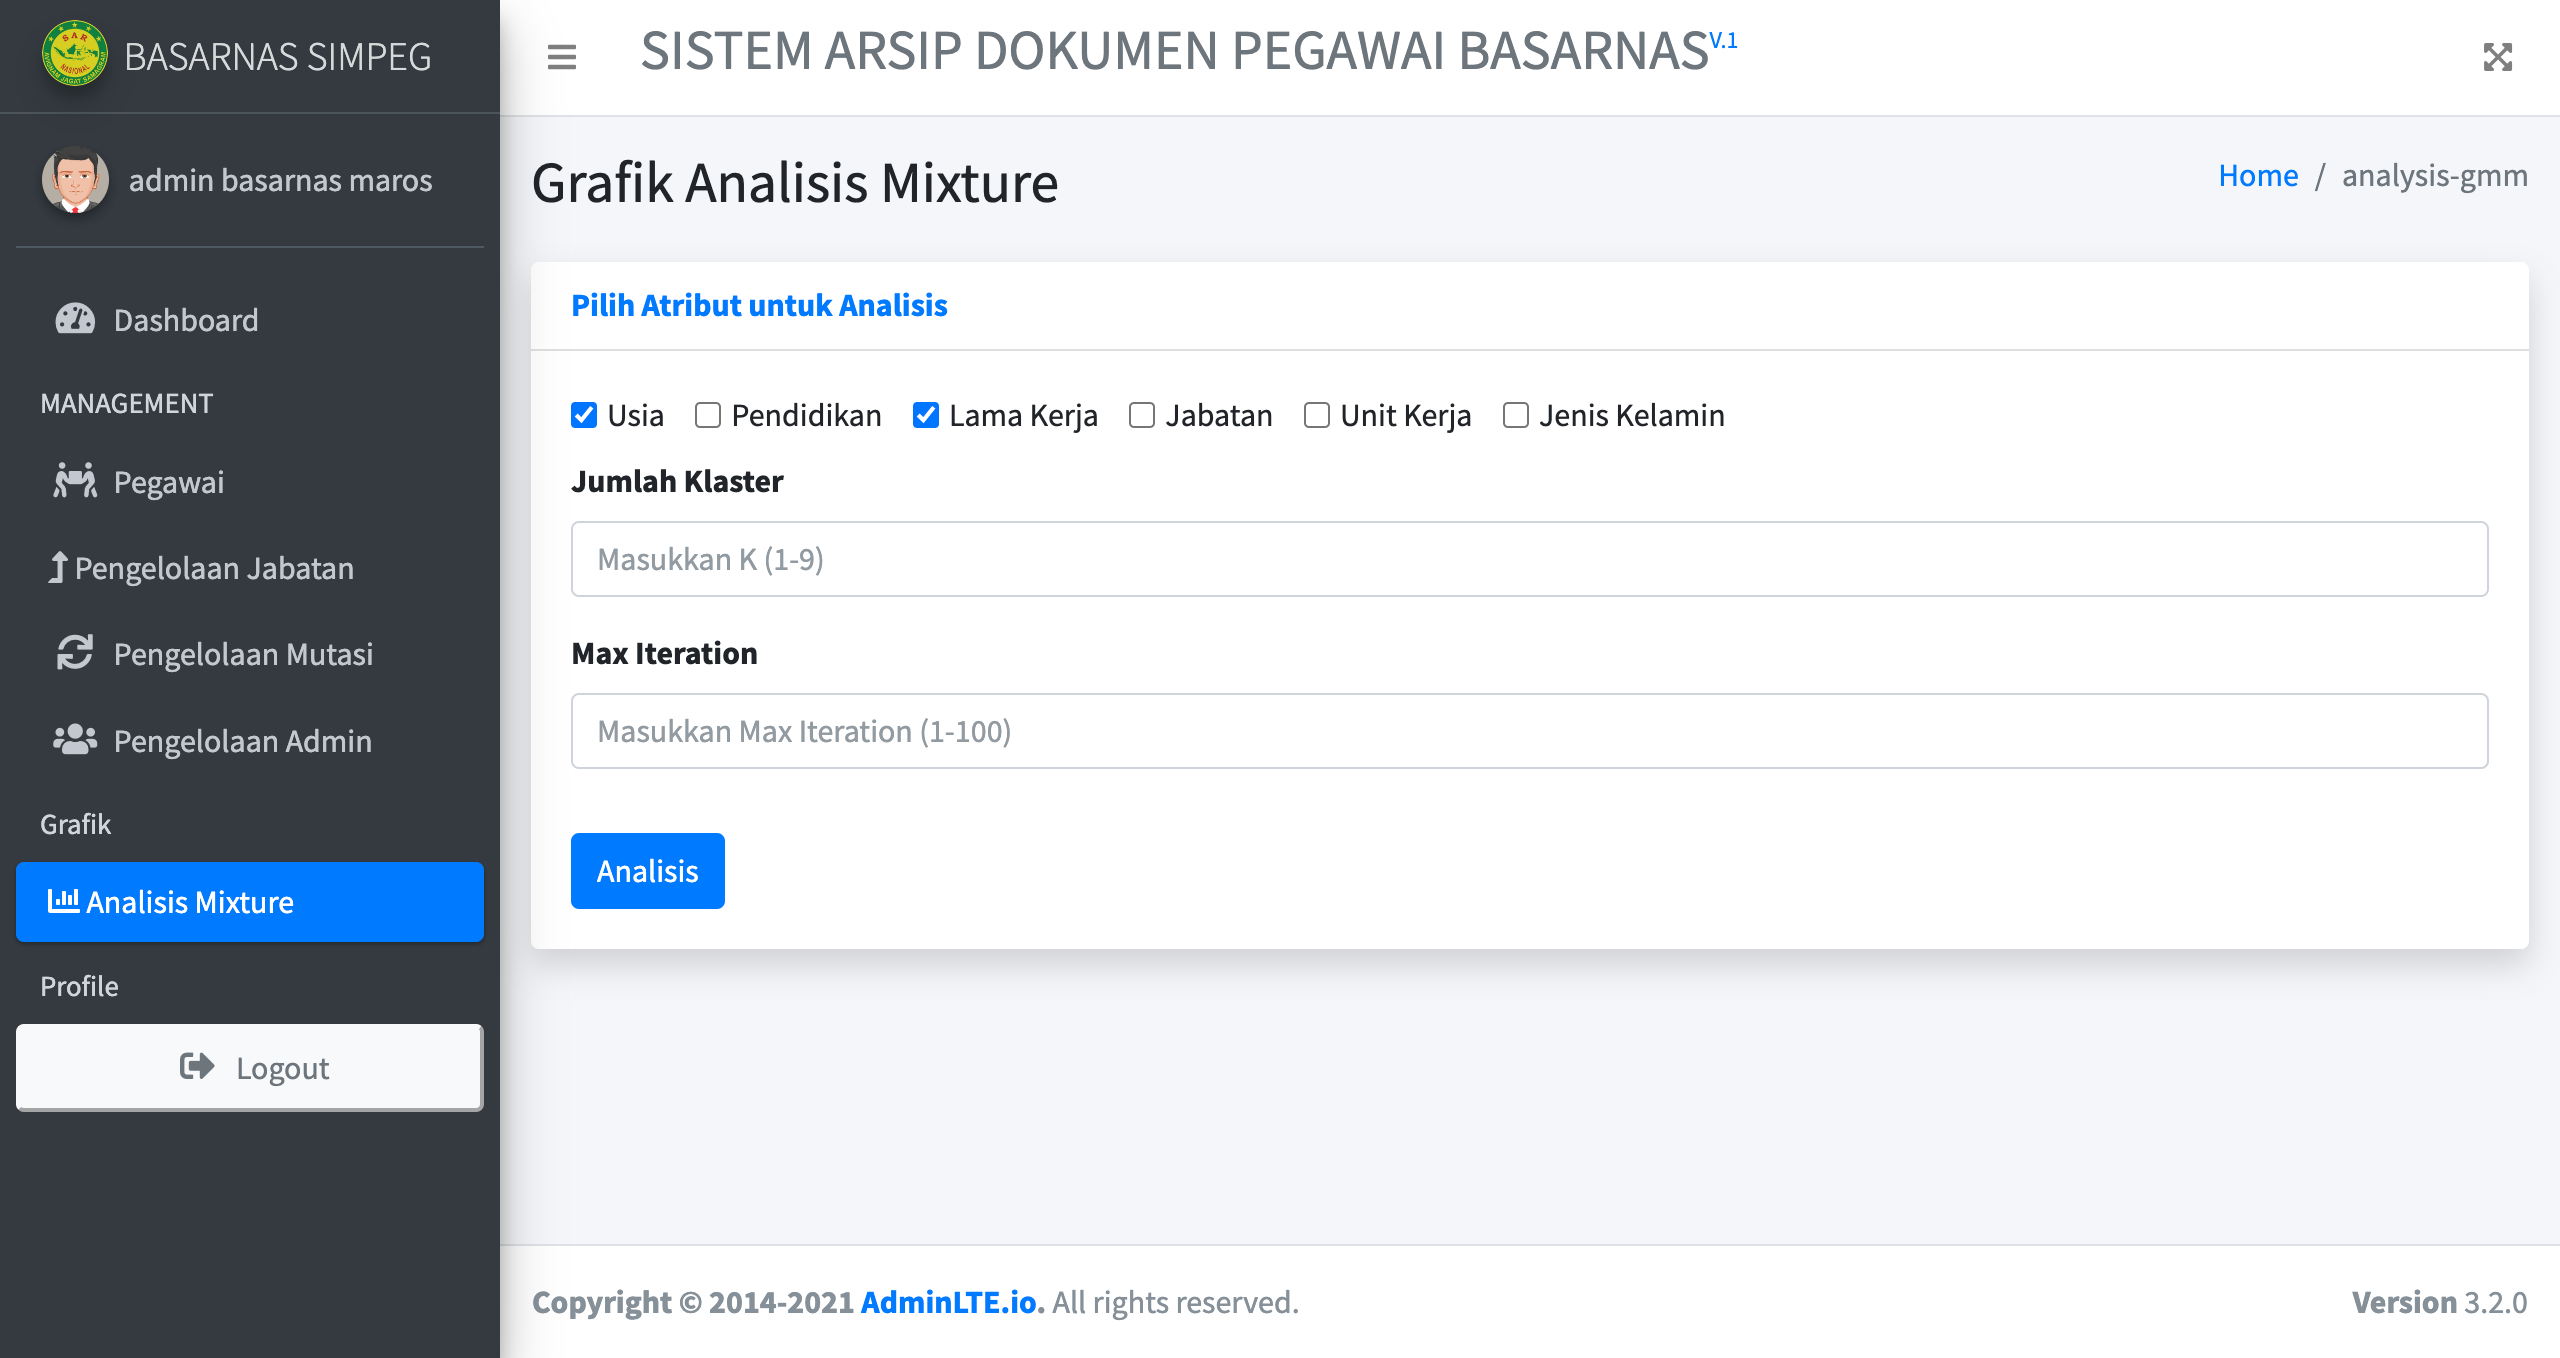 BASARNAS SIMPEG
admin basarnas maros
Dashboard
MANAGEMENT
Pegawai
Pengelolaan Jabatan
Pengelolaan Mutasi
Pengelolaan Admin
Grafik
Analisis Mixture
Profile
Logout
SISTEM ARSIP DOKUMEN PEGAWAI BASARNAS V.1
Grafik Analisis Mixture
Home / analysis-gmm
Pilih Atribut untuk Analisis
Usia Pendidikan Lama Kerja Jabatan Unit Kerja Jenis Kelamin
Jumlah Klaster
Masukkan K (1-9)
Max Iteration
Masukkan Max Iteration (1-100)
Analisis
Copyright © 2014-2021 AdminLTE.io. All rights reserved.
Version 3.2.0